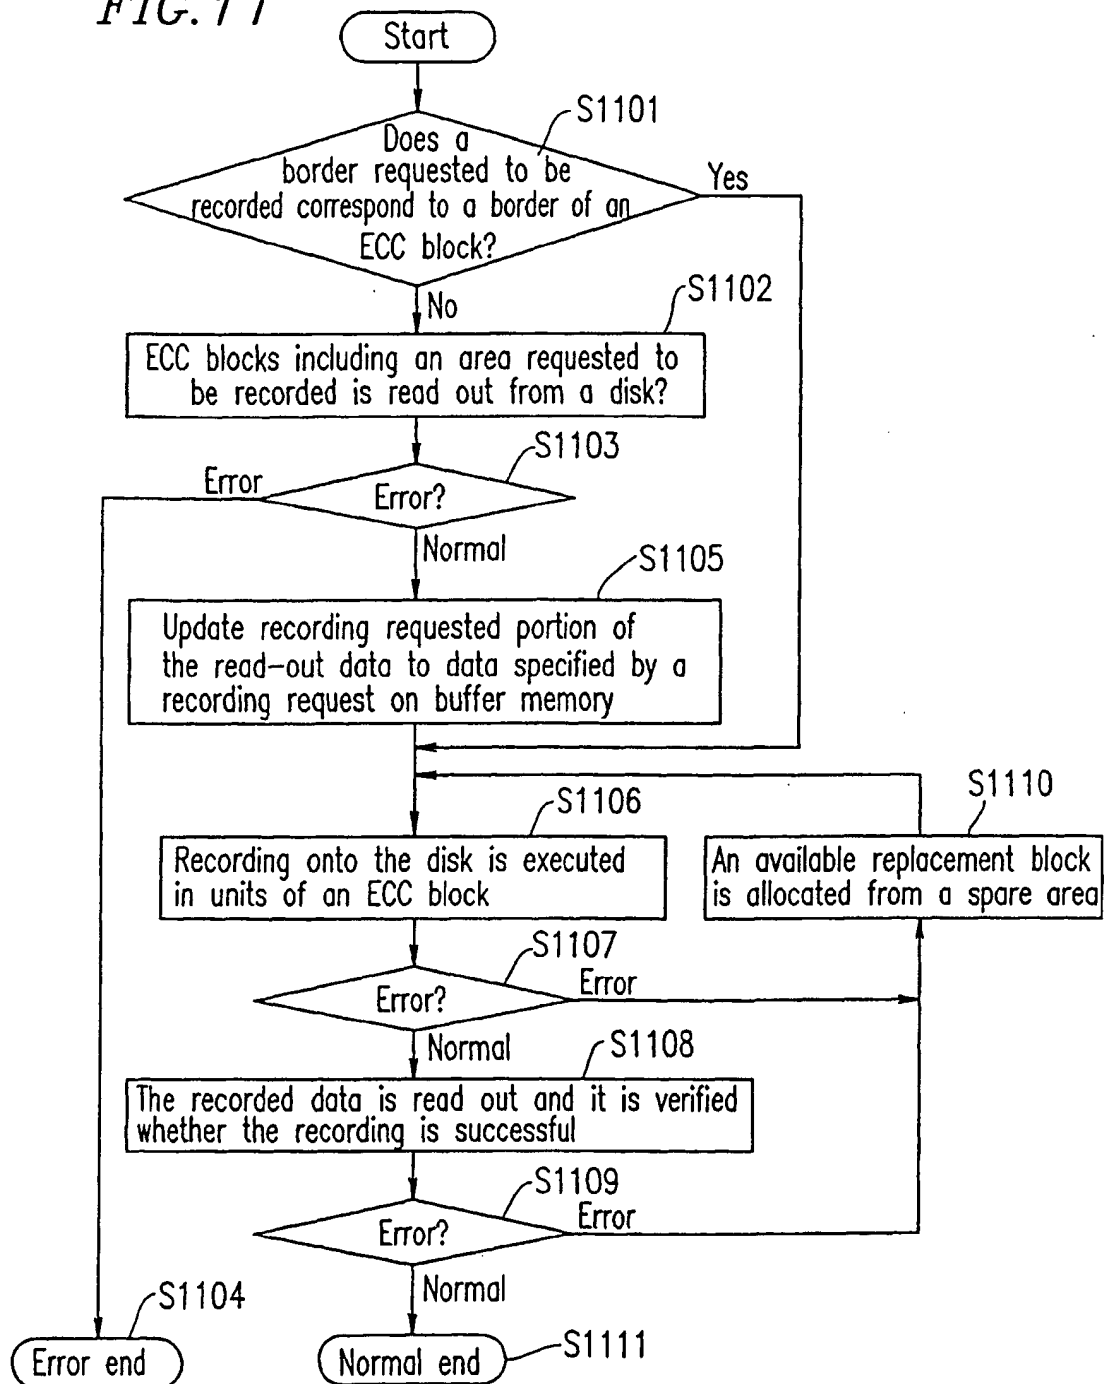 FIG. 11
Start
S1101
Does a
border requested to be
recorded correspond to a border of an
ECC block?
Yes
No
S1102
ECC blocks including an area requested to
be recorded is read out from a disk?
S1103
Error
Error?
Normal
S1105
Update recording requested portion of
the read-out data to data specified by a
recording request on buffer memory
S1110
S1106
Recording onto the disk is executed
in units of an ECC block
An available replacement block
is allocated from a spare area
S1107
Error?
Error
Normal
S1108
The recorded data is read out and it is verified
whether the recording is successful
S1109
Error?
Error
Normal
S1104
Error end
S1111
Normal end